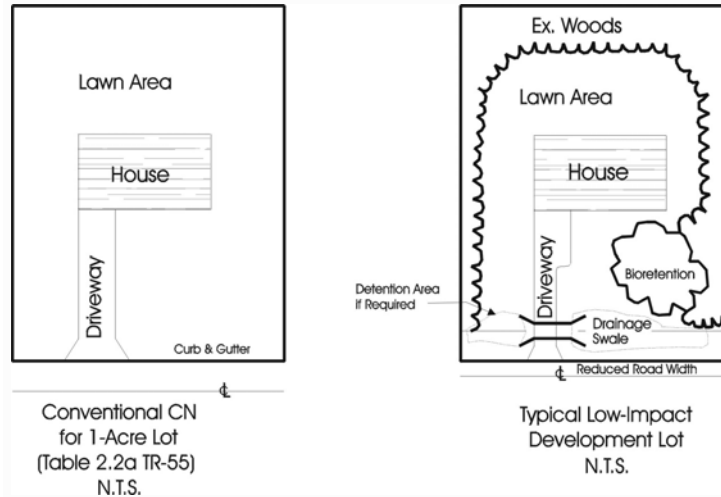 Lawn Area
House
Driveway
Curb & Gutter
℄
Conventional CN
for 1-Acre Lot
(Table 2.2a TR-55)
N.T.S.
Ex. Woods
Lawn Area
House
Driveway
Bioretention
Detention Area
If Required
Drainage
Swale
℄
Reduced Road Width
Typical Low-Impact
Development Lot
N.T.S.